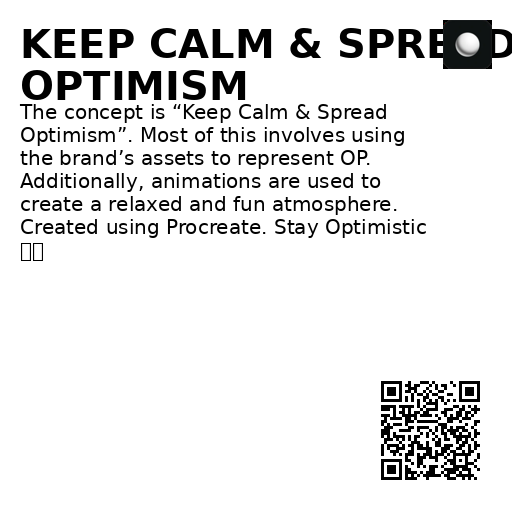 KEEP CALM & SPREAD
OPTIMISM
The concept is “Keep Calm & Spread
Optimism”. Most of this involves using
the brand’s assets to represent OP.
Additionally, animations are used to
create a relaxed and fun atmosphere.
Created using Procreate. Stay Optimistic